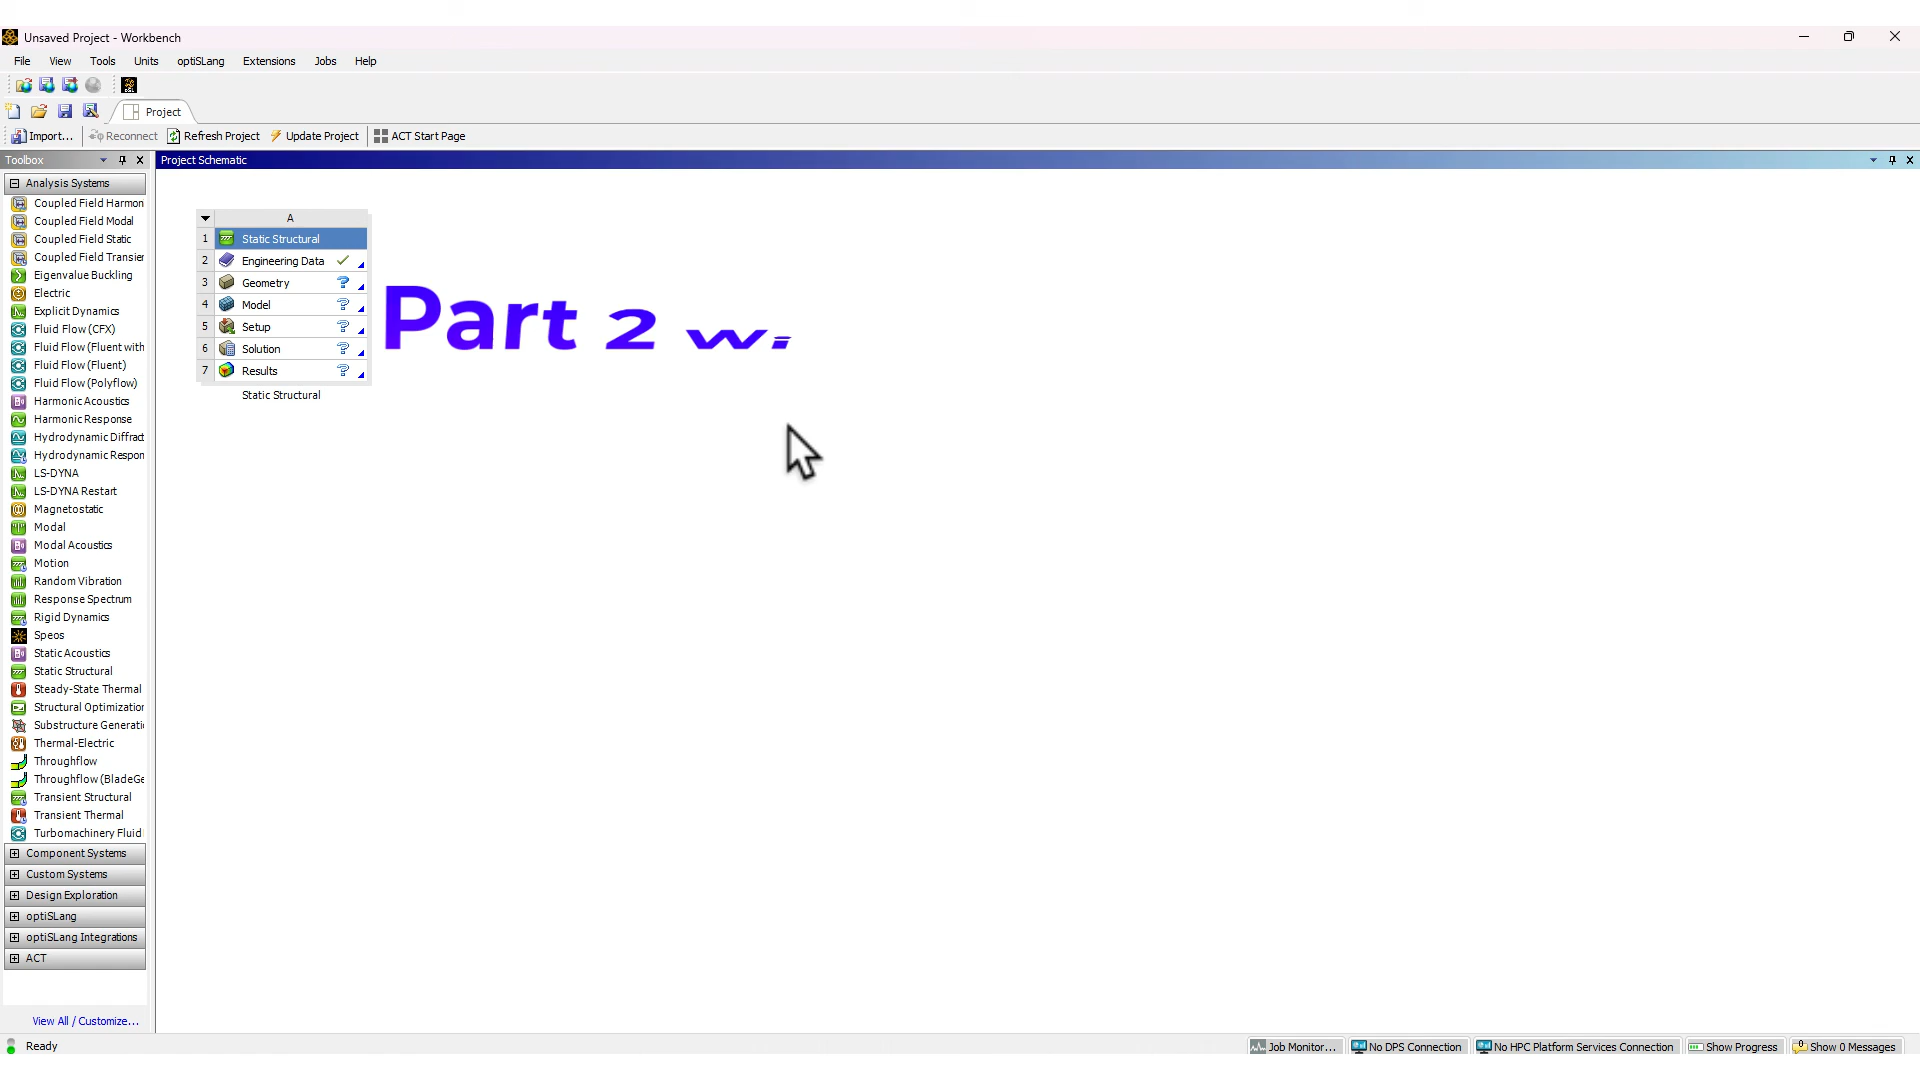 Unsaved Project - Workbench
File View Tools Units optiSLang Extensions Jobs Help
Project
Import... Reconnect Refresh Project Update Project ACT Start Page
Toolbox
Project Schematic
Analysis Systems
Coupled Field Harmon
Coupled Field Modal
Coupled Field Static
Coupled Field Transier
Eigenvalue Buckling
Electric
Explicit Dynamics
Fluid Flow (CFX)
Fluid Flow (Fluent with
Fluid Flow (Fluent)
Fluid Flow (Polyflow)
Harmonic Acoustics
Harmonic Response
Hydrodynamic Diffract
Hydrodynamic Respon
LS-DYNA
LS-DYNA Restart
Magnetostatic
Modal
Modal Acoustics
Motion
Random Vibration
Response Spectrum
Rigid Dynamics
Speos
Static Acoustics
Static Structural
Steady-State Thermal
Structural Optimization
Substructure Generati
Thermal-Electric
Throughflow
Throughflow (BladeGe
Transient Structural
Transient Thermal
Turbomachinery Fluid
Component Systems
Custom Systems
Design Exploration
optiSLang
optiSLang Integrations
ACT
View All / Customize...
A
1 Static Structural
2 Engineering Data
3 Geometry ?
4 Model ?
5 Setup ?
6 Solution ?
7 Results ?
Static Structural
Part 2 w
Ready
Job Monitor... No DPS Connection No HPC Platform Services Connection Show Progress Show 0 Messages